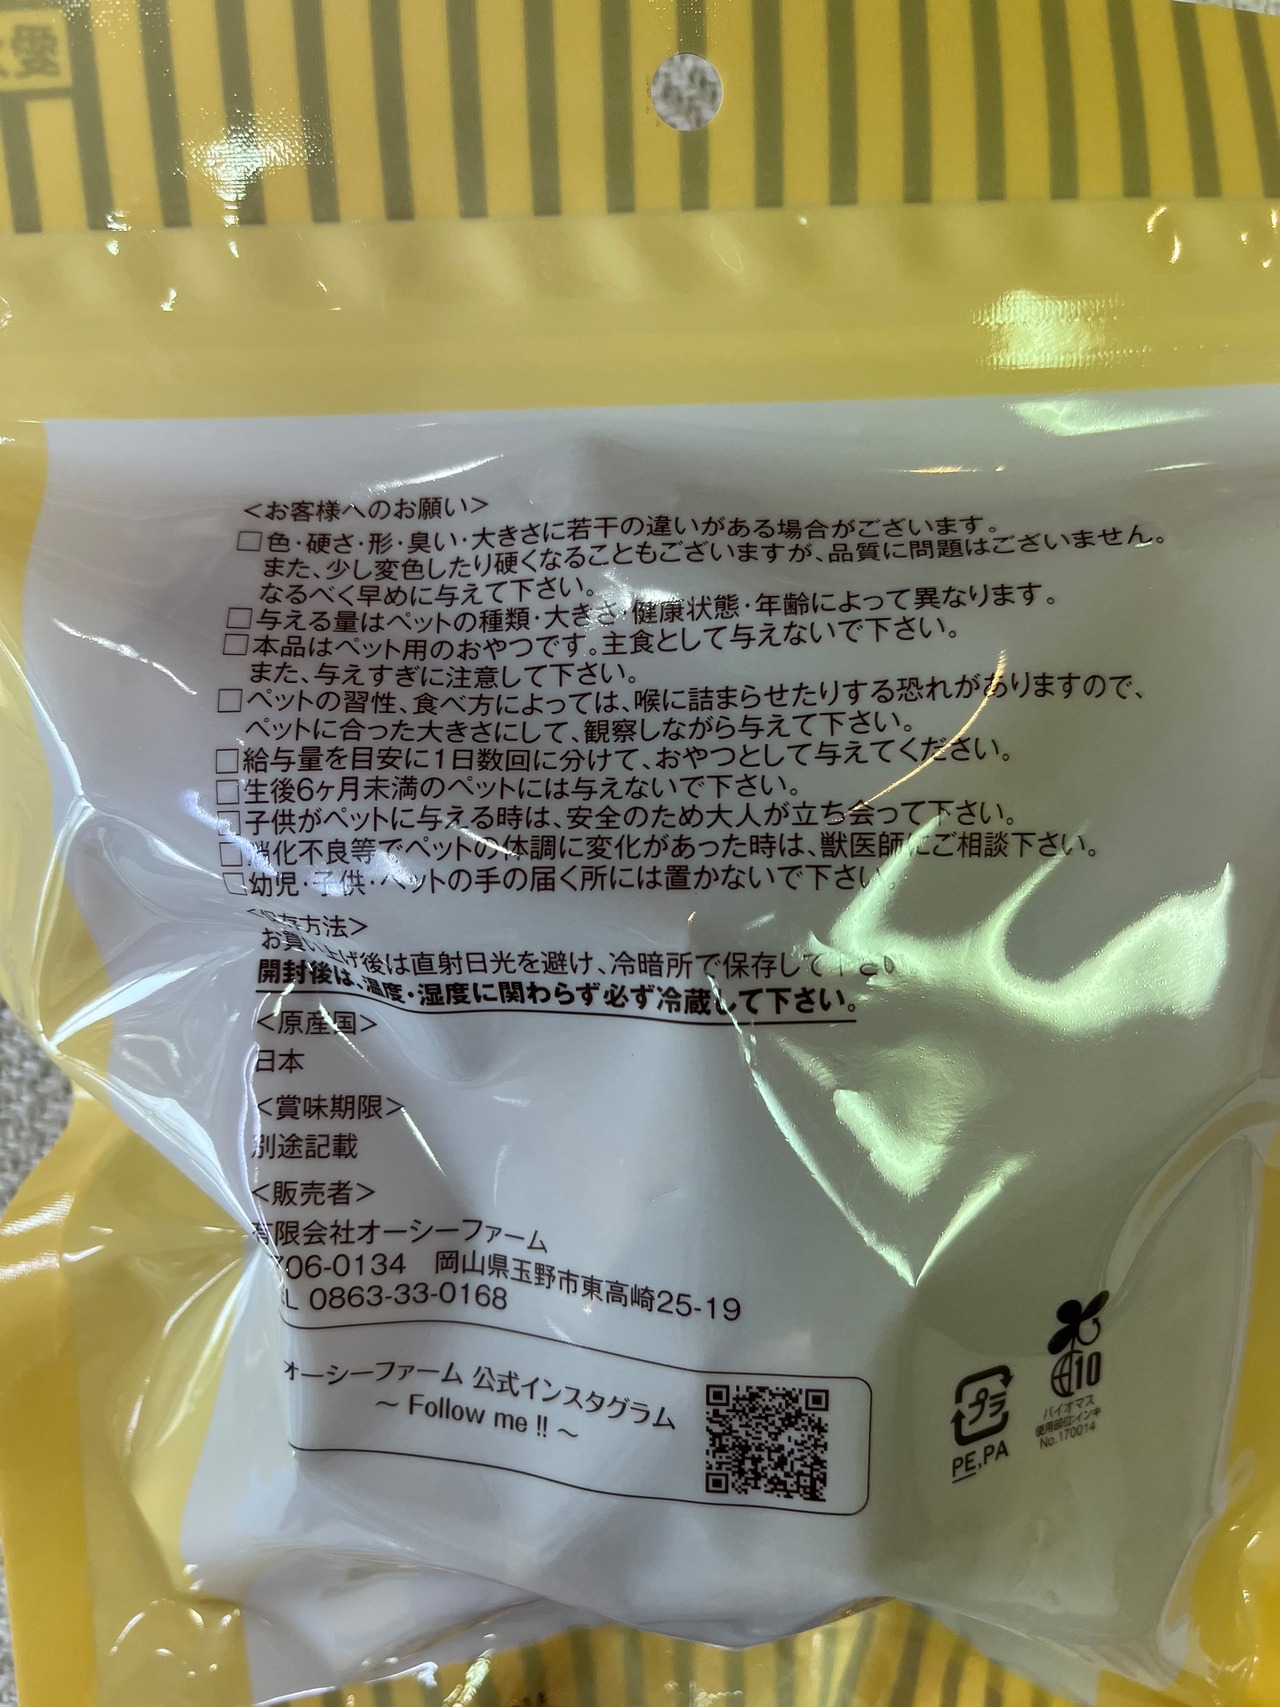 愛
＜お客様へのお願い＞
□色・硬さ・形・臭い・大きさに若干の違いがある場合がございます。
また、少し変色したり硬くなることもございますが、品質に問題はございません。
なるべく早めに与えて下さい。
□与える量はペットの種類・大きさ・健康状態・年齢によって異なります。
□本品はペット用のおやつです。主食として与えないで下さい。
また、与えすぎに注意して下さい。
□ペットの習性、食べ方によっては、喉に詰まらせたりする恐れがありますので、
ペットに合った大きさにして、観察しながら与えて下さい。
□給与量を目安に1日数回に分けて、おやつとして与えてください。
□生後6ヶ月未満のペットには与えないで下さい。
□子供がペットに与える時は、安全のため大人が立ち会って下さい。
□消化不良等でペットの体調に変化があった時は、獣医師にご相談下さい。
□幼児・子供・ペットの手の届く所には置かないで下さい。
＜保存方法＞
お買い上げ後は直射日光を避け、冷暗所で保存して下さい
開封後は、温度・湿度に関わらず必ず冷蔵して下さい。
＜原産国＞
日本
＜賞味期限＞
別途記載
＜販売者＞
有限会社オーシーファーム
706-0134 岡山県玉野市東高崎25-19
L 0863-33-0168
オーシーファーム 公式インスタグラム
～ Follow me !! ～
プラ
PE,PA
10
バイオマス
使用部位:インキ
No.170014